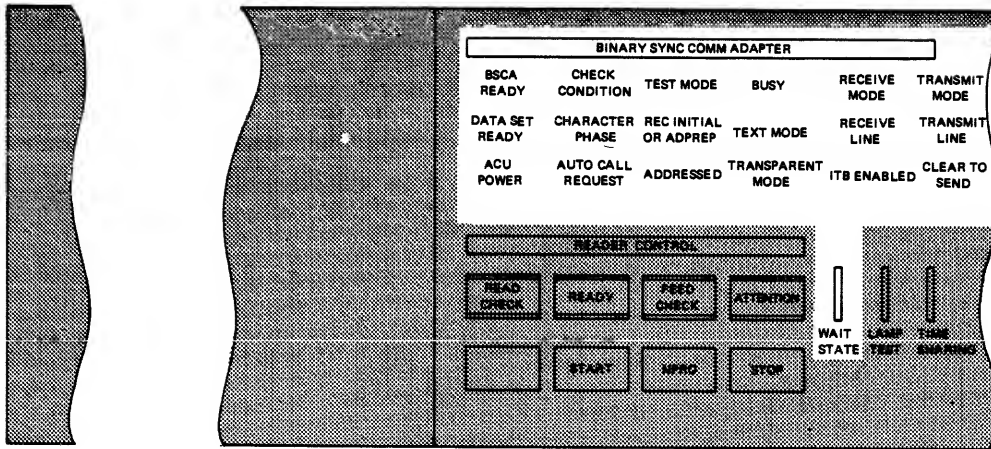 BINARY SYNC COMM ADAPTER
BSCA READY
CHECK CONDITION
TEST MODE
BUSY
RECEIVE MODE
TRANSMIT MODE
DATA SET READY
CHARACTER PHASE
REC INITIAL OR ADPREP
TEXT MODE
RECEIVE LINE
TRANSMIT LINE
ACU POWER
AUTO CALL REQUEST
ADDRESSED
TRANSPARENT MODE
ITB ENABLED
CLEAR TO SEND
READER CONTROL
READ CHECK
READY
FEED CHECK
ATTENTION
WAIT STATE
LAMP TEST
TIME SHARING
START
NPRO
STOP